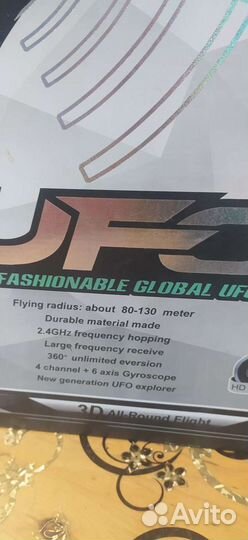 UFO
FASHIONABLE GLOBAL UF
Flying radius: about 80-130 meter
Durable material made
2.4GHz frequency hopping
Large frequency receive
360° unlimited eversion
4 channel + 6 axis Gyroscope
New generation UFO explorer
HD
3D All-Round Flight
Avito